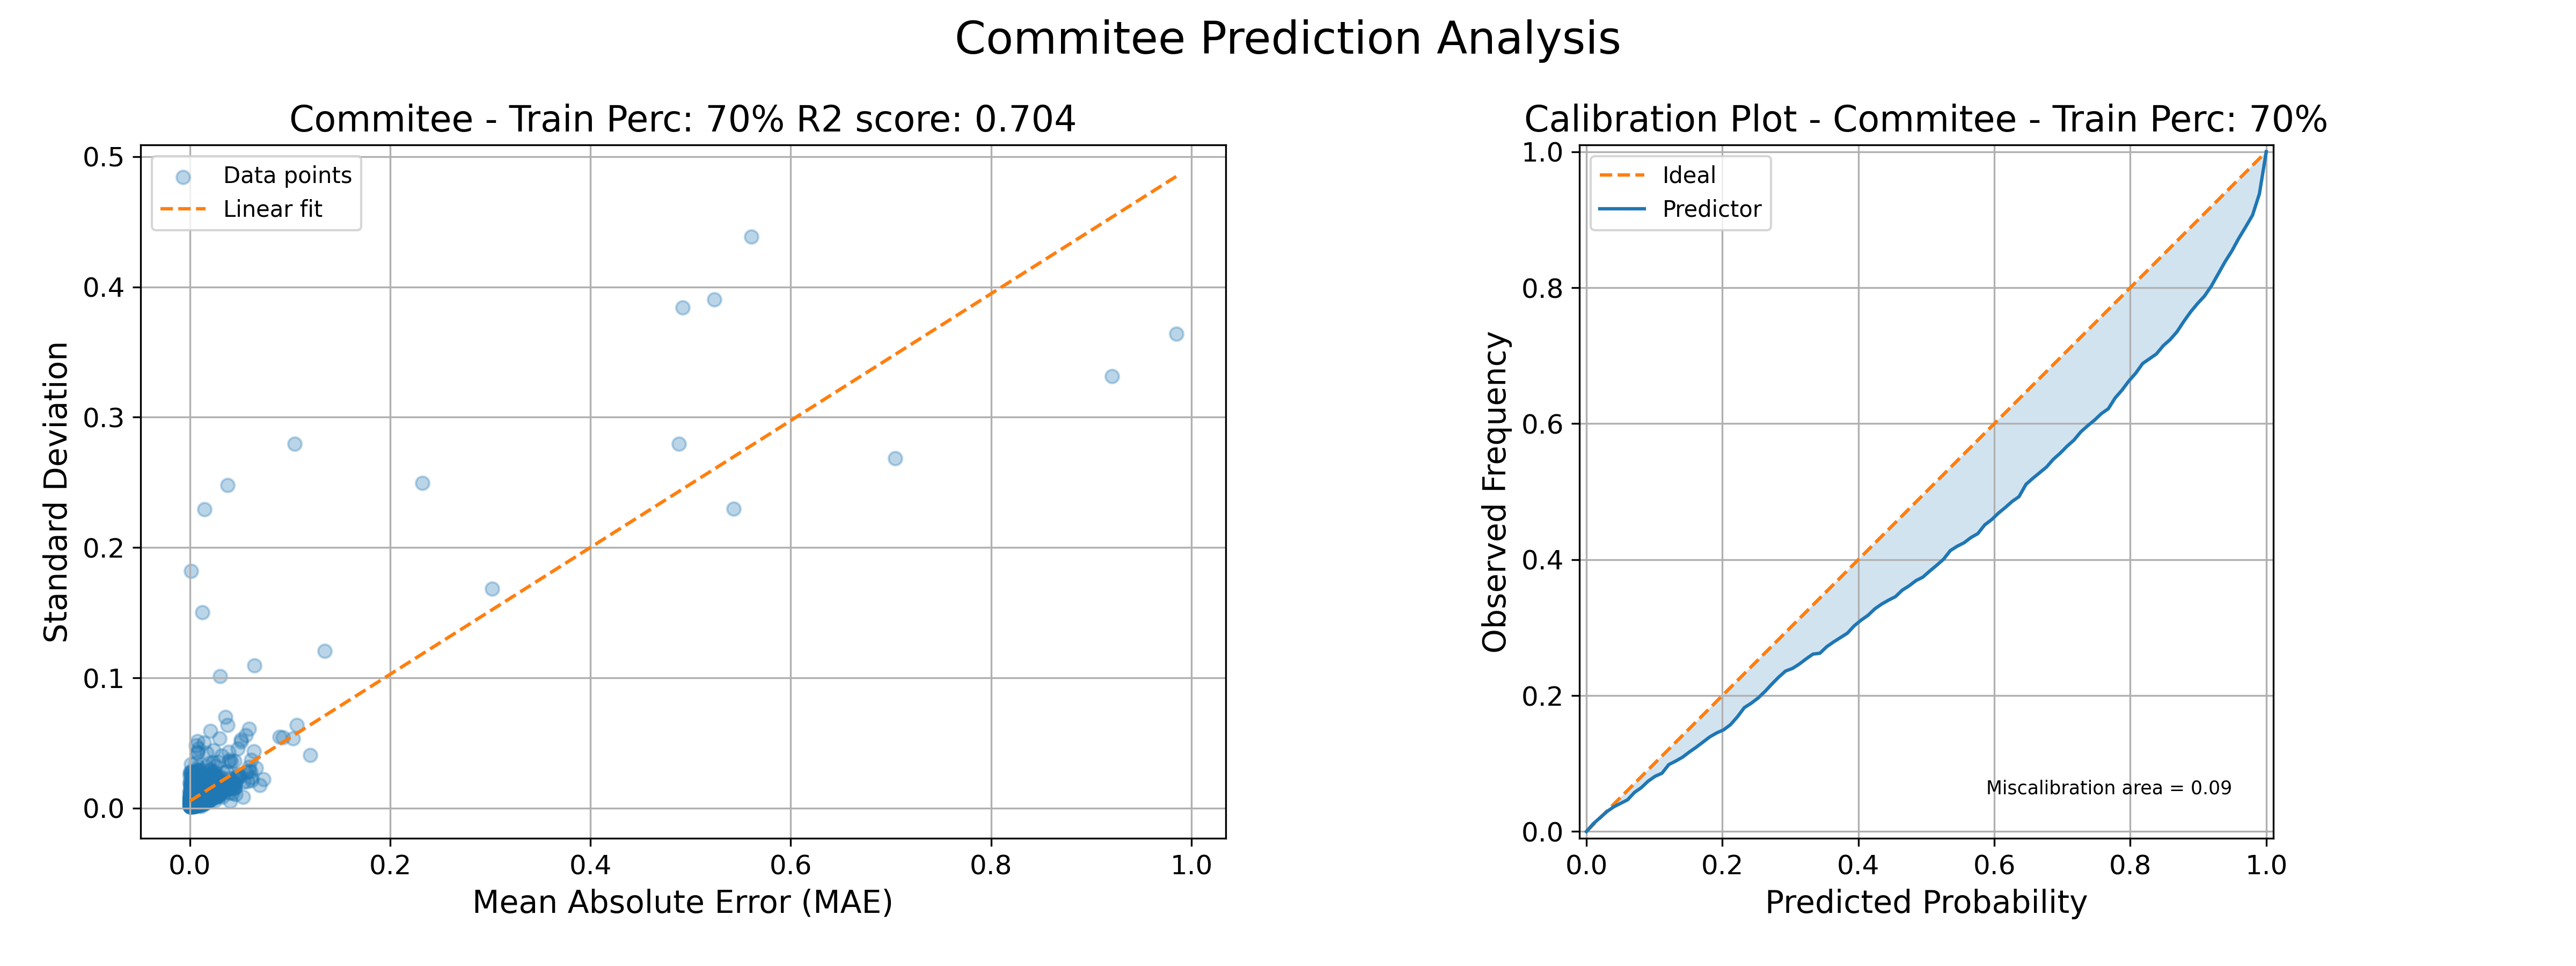 Commitee Prediction Analysis
Commitee - Train Perc: 70% R2 score: 0.704
Data points
Linear fit
0.5
0.4
0.3
0.2
0.1
0.0
Standard Deviation
0.0 0.2 0.4 0.6 0.8 1.0
Mean Absolute Error (MAE)
Calibration Plot - Commitee - Train Perc: 70%
Ideal
Predictor
1.0
0.8
0.6
0.4
0.2
0.0
Observed Frequency
Miscalibration area = 0.09
0.0 0.2 0.4 0.6 0.8 1.0
Predicted Probability